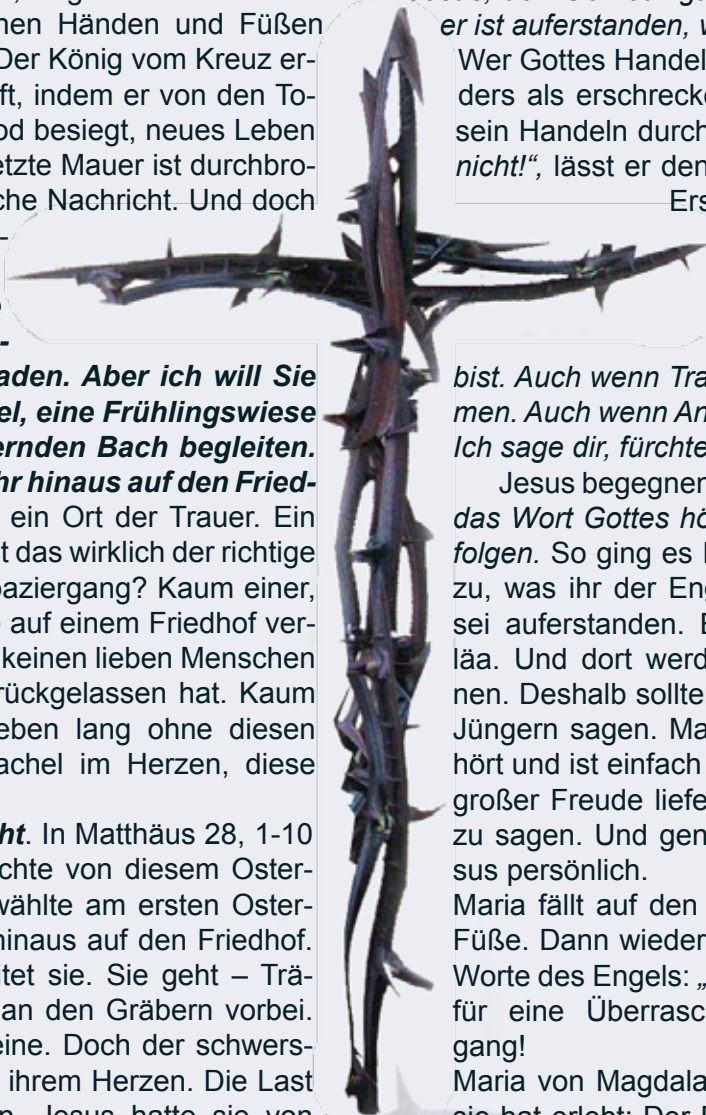 nen Händen und Füßen
Der König vom Kreuz er-
ft, indem er von den To-
od besiegt, neues Leben
etzte Mauer ist durchbro-
che Nachricht. Und doch
-
-
aden. Aber ich will Sie
el, eine Frühlingswiese
ernden Bach begleiten.
hr hinaus auf den Fried-
ein Ort der Trauer. Ein
t das wirklich der richtige
paziergang? Kaum einer,
auf einem Friedhof ver-
keinen lieben Menschen
rückgelassen hat. Kaum
eben lang ohne diesen
achel im Herzen, diese
ht. In Matthäus 28, 1-10
chte von diesem Oster-
wählte am ersten Oster-
hinaus auf den Friedhof.
itet sie. Sie geht – Trä-
an den Gräbern vorbei.
eine. Doch der schwers-
ihrem Herzen. Die Last
Jesus hatte sie von
er ist auferstanden, w
Wer Gottes Handel
ders als erschrecke
sein Handeln durch
nicht!“, lässt er den
Ers
bist. Auch wenn Tra
men. Auch wenn An
Ich sage dir, fürchte
Jesus begegnen
das Wort Gottes hö
folgen. So ging es
zu, was ihr der Eng
sei auferstanden. E
läa. Und dort werd
nen. Deshalb sollte
Jüngern sagen. Ma
hört und ist einfach
großer Freude liefe
zu sagen. Und gen
sus persönlich.
Maria fällt auf den
Füße. Dann wieder
Worte des Engels: „
für eine Überrasc
gang!
Maria von Magdala
sie hat erlebt: Der